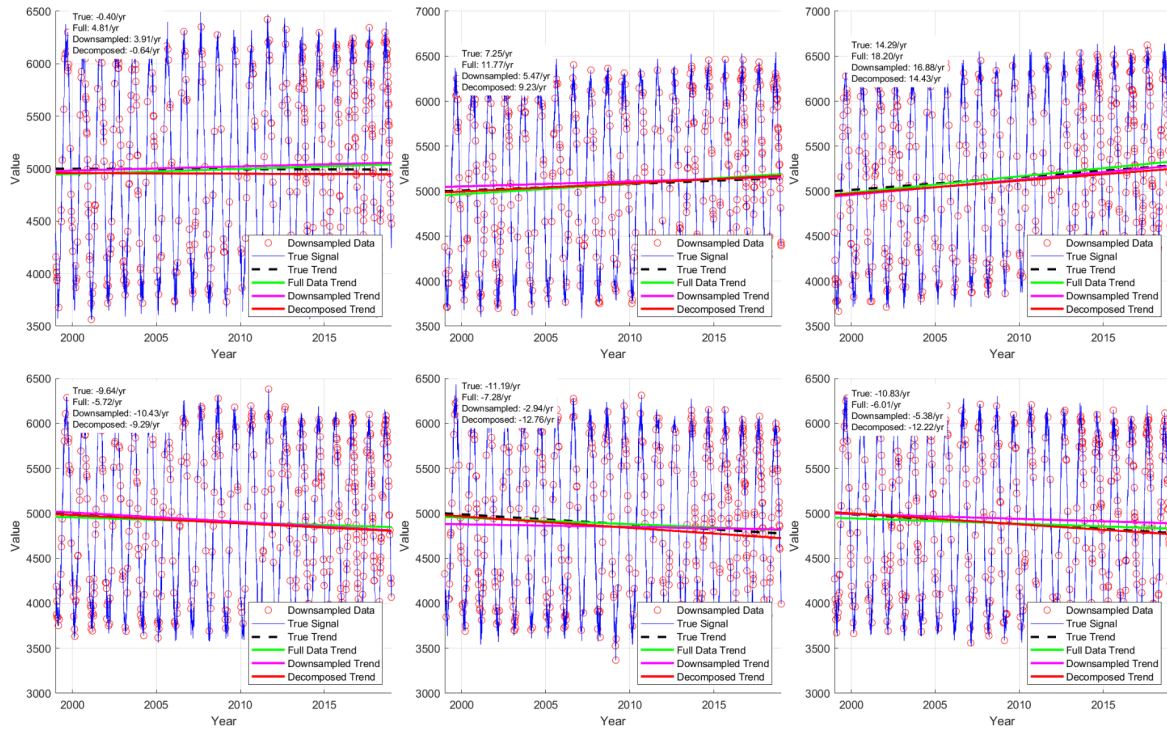 True: -0.40/yr
Full: 4.81/yr
Downsampled: 3.91/yr
Decomposed: -0.64/yr
6500
6000
5500
5000
4500
4000
3500
Value
2000
2005
2010
2015
Year
Downsampled Data
True Signal
True Trend
Full Data Trend
Downsampled Trend
Decomposed Trend
True: 7.25/yr
Full: 11.77/yr
Downsampled: 5.47/yr
Decomposed: 9.23/yr
7000
6500
6000
5500
5000
4500
4000
3500
Value
2000
2005
2010
2015
Year
Downsampled Data
True Signal
True Trend
Full Data Trend
Downsampled Trend
Decomposed Trend
True: 14.29/yr
Full: 18.20/yr
Downsampled: 16.88/yr
Decomposed: 14.43/yr
7000
6500
6000
5500
5000
4500
4000
3500
Value
2000
2005
2010
2015
Year
Downsampled Data
True Signal
True Trend
Full Data Trend
Downsampled Trend
Decomposed Trend
True: -9.64/yr
Full: -5.72/yr
Downsampled: -10.43/yr
Decomposed: -9.29/yr
6500
6000
5500
5000
4500
4000
3500
3000
Value
2000
2005
2010
2015
Year
Downsampled Data
True Signal
True Trend
Full Data Trend
Downsampled Trend
Decomposed Trend
True: -11.19/yr
Full: -7.28/yr
Downsampled: -2.94/yr
Decomposed: -12.76/yr
6500
6000
5500
5000
4500
4000
3500
3000
Value
2000
2005
2010
2015
Year
Downsampled Data
True Signal
True Trend
Full Data Trend
Downsampled Trend
Decomposed Trend
True: -10.83/yr
Full: -6.01/yr
Downsampled: -5.38/yr
Decomposed: -12.22/yr
6500
6000
5500
5000
4500
4000
3500
3000
Value
2000
2005
2010
2015
Year
Downsampled Data
True Signal
True Trend
Full Data Trend
Downsampled Trend
Decomposed Trend